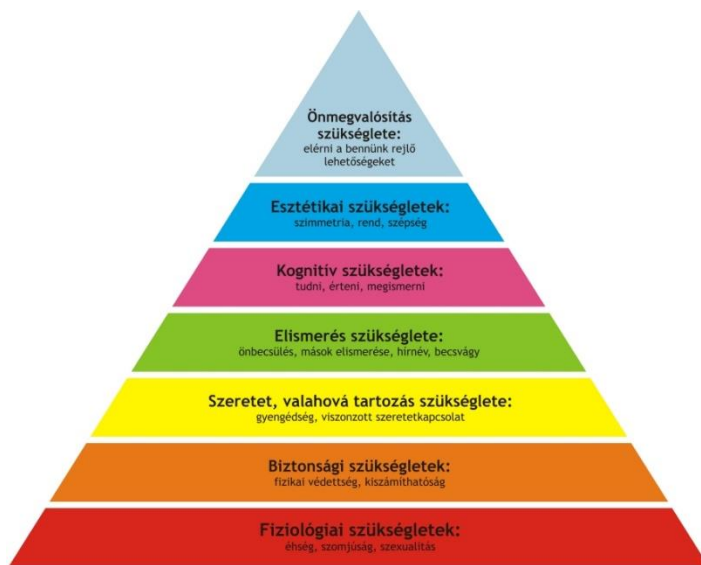 Önmegvalósítás
szükséglete:
elérni a bennünk rejlő
lehetőségeket
Esztétikai szükségletek:
szimmetria, rend, szépség
Kognitív szükségletek:
tudni, érteni, megismerni
Elismerés szükséglete:
önbecsülés, mások elismerése, hírnév, becsvágy
Szeretet, valahová tartozás szükséglete:
gyengédség, viszonzott szeretetkapcsolat
Biztonsági szükségletek:
fizikai védettség, kiszámíthatóság
Fiziológiai szükségletek:
éhség, szomjúság, szexualitás